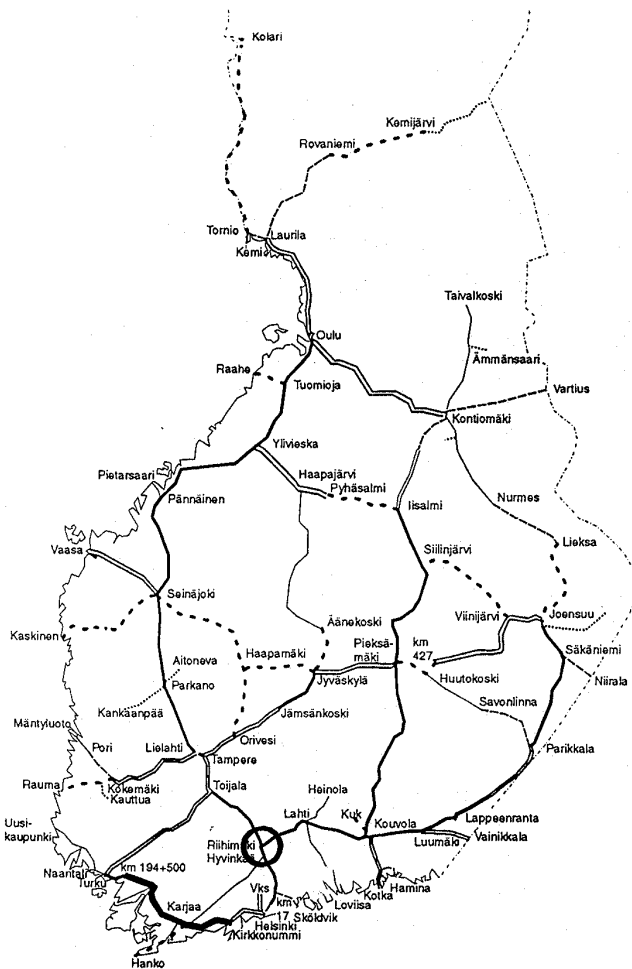 Kolari
Kemijärvi
Rovaniemi
Tornio
Laurila
Kemi
Taivalkoski
Oulu
Ämmänsaari
Raahe
Tuomioja
Vartius
Kontiomäki
Ylivieska
Haapajärvi
Pyhäsalmi
Pietarsaari
Pännäinen
Iisalmi
Nurmes
Lieksa
Vaasa
Siilinjärvi
Seinäjoki
Viinijärvi
Joensuu
Kaskinen
Äänekoski
Haapamäki
Pieksä-
mäki
km
427
Säkäniemi
Aitoneva
Parkano
Jyväskylä
Huutokoski
Niirala
Kankaanpää
Jämsänkoski
Savonlinna
Mäntyluoto
Pori
Lielahti
Orivesi
Parikkala
Tampere
Rauma
Kokemäki
Kauttua
Toijala
Heinola
Uusi-
kaupunki
Lahti
Kuk
Kouvola
Lappeenranta
Luumäki
Vainikkala
Riihimäki
Hyvinkää
Naantali
Turku
km 194+500
Karjaa
Vks
km
17
Sköldvik
Loviisa
Kotka
Hamina
Helsinki
Kirkkonummi
Hanko